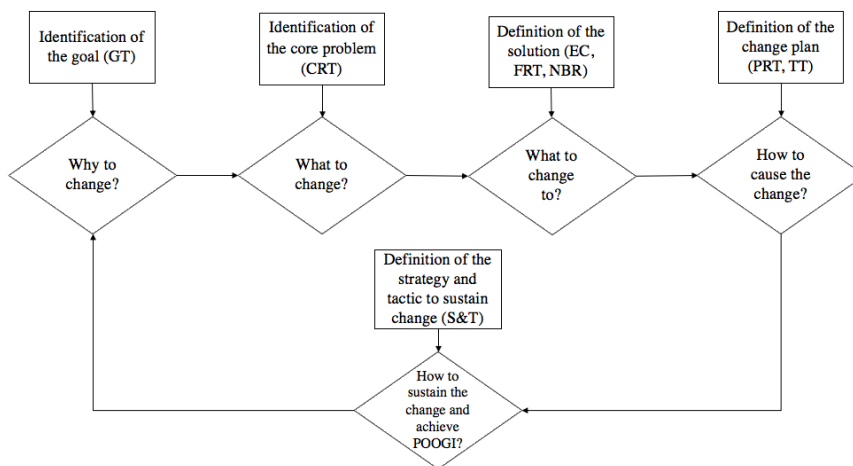 Identification of
the goal (GT)
Identification of
the core problem
(CRT)
Definition of the
solution (EC,
FRT, NBR)
Definition of the
change plan
(PRT, TT)
Why to
change?
What to
change?
What to
change
to?
How to
cause the
change?
Definition of the
strategy and
tactic to sustain
change (S&T)
How to
sustain the
change and
achieve
POOGI?